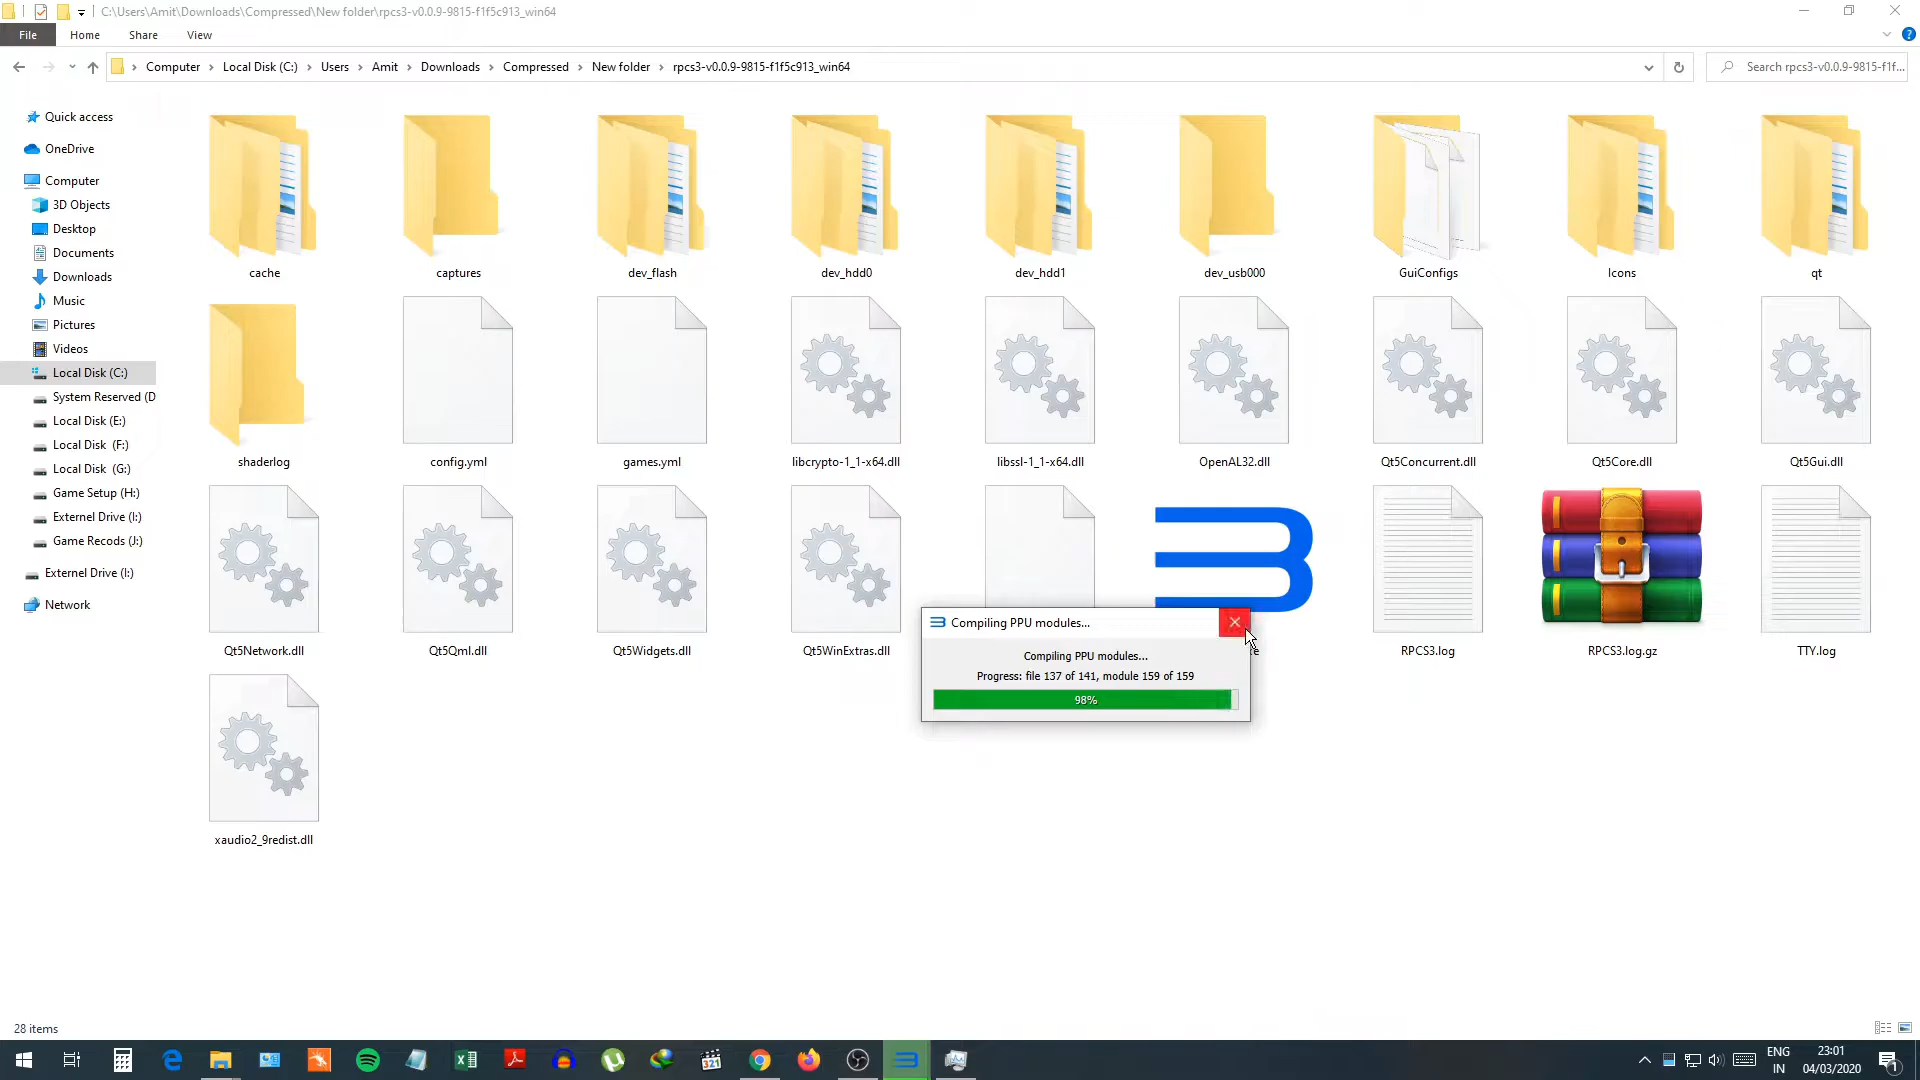 C:\Users\Amit\Downloads\Compressed\New folder\rpcs3-v0.0.9-9815-f1f5c913_win64
File Home Share View
Computer Local Disk (C:) Users Amit Downloads Compressed New folder rpcs3-v0.0.9-9815-f1f5c913_win64
Search rpcs3-v0.0.9-9815-f1f...
Quick access
OneDrive
Computer
3D Objects
Desktop
Documents
Downloads
Music
Pictures
Videos
Local Disk (C:)
System Reserved (D
Local Disk (E:)
Local Disk (F:)
Local Disk (G:)
Game Setup (H:)
Externel Drive (I:)
Game Recods (J:)
Externel Drive (I:)
Network
cache captures dev_flash dev_hdd0 dev_hdd1 dev_usb000 GuiConfigs Icons qt
shaderlog config.yml games.yml libcrypto-1_1-x64.dll libssl-1_1-x64.dll OpenAL32.dll Qt5Concurrent.dll Qt5Core.dll Qt5Gui.dll
Qt5Network.dll Qt5Qml.dll Qt5Widgets.dll Qt5WinExtras.dll RPCS3.log RPCS3.log.gz TTY.log
xaudio2_9redist.dll
Compiling PPU modules...
Compiling PPU modules...
Progress: file 137 of 141, module 159 of 159
98%
28 items
321
ENG
IN
23:01
04/03/2020
1